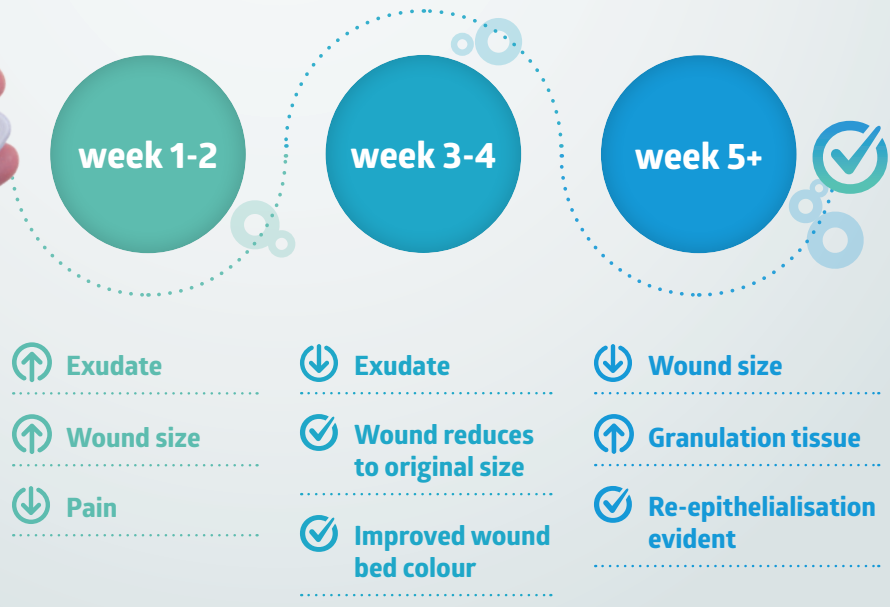 week 1-2
week 3-4
week 5+
Exudate
Wound size
Pain
Exudate
Wound reduces
to original size
Improved wound
bed colour
Wound size
Granulation tissue
Re-epithelialisation
evident